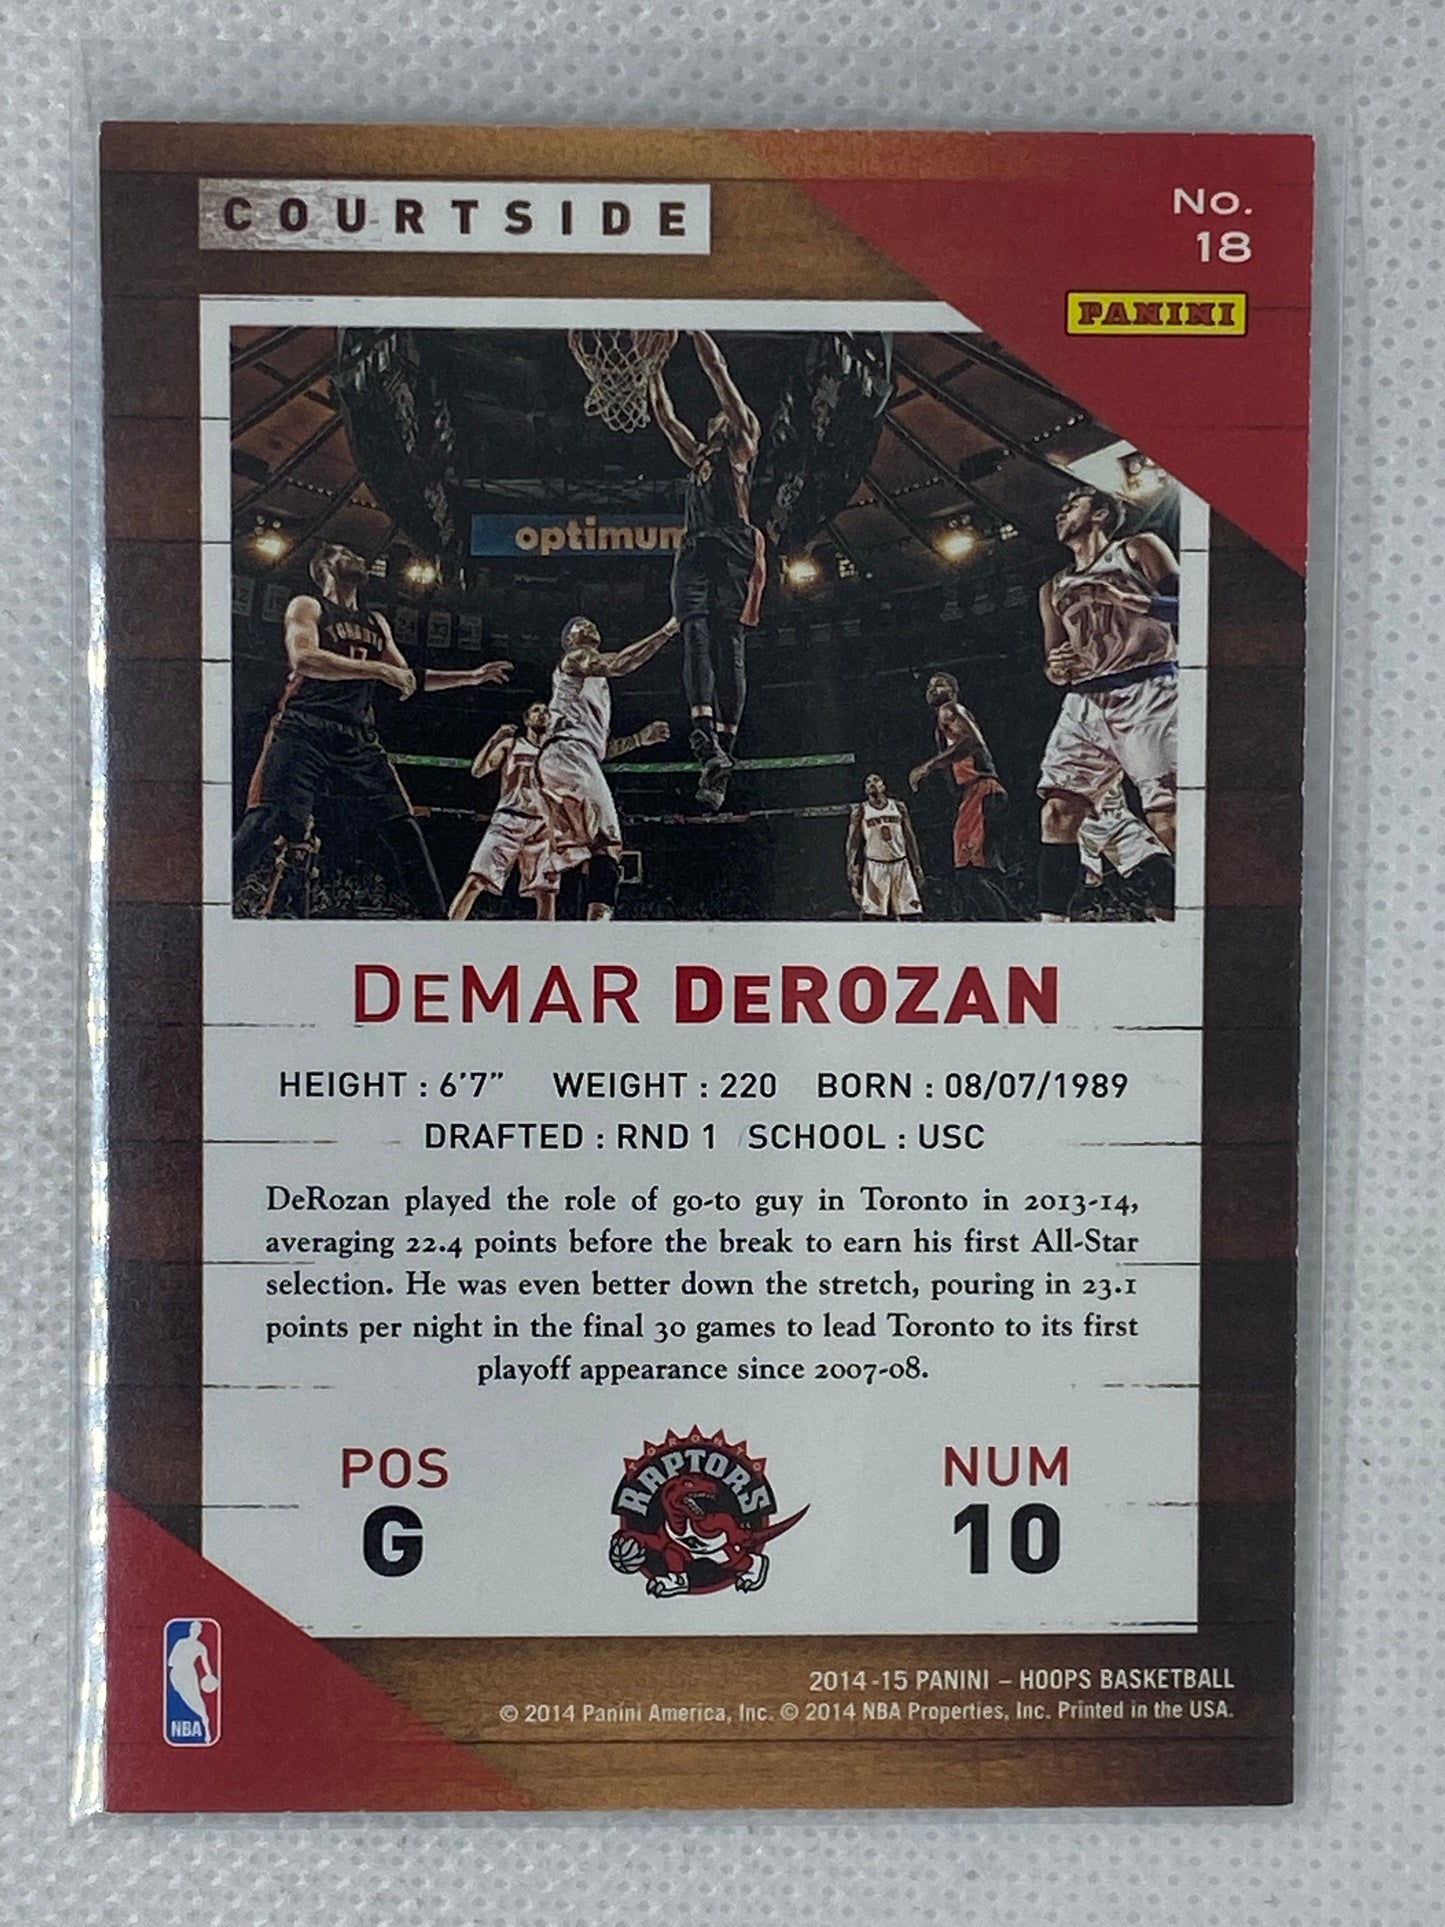 COURTSIDE
No.
18
PANINI
optimum
TORONTO
NEW YORK
DeMAR DeROZAN
HEIGHT : 6'7" WEIGHT : 220 BORN : 08/07/1989
DRAFTED : RND 1 SCHOOL : USC
DeRozan played the role of go-to guy in Toronto in 2013-14,
averaging 22.4 points before the break to earn his first All-Star
selection. He was even better down the stretch, pouring in 23.1
points per night in the final 30 games to lead Toronto to its first
playoff appearance since 2007-08.
POS
G
TORONTO
RAPTORS
NUM
10
NBA
2014-15 PANINI – HOOPS BASKETBALL
© 2014 Panini America, Inc. © 2014 NBA Properties, Inc. Printed in the USA.